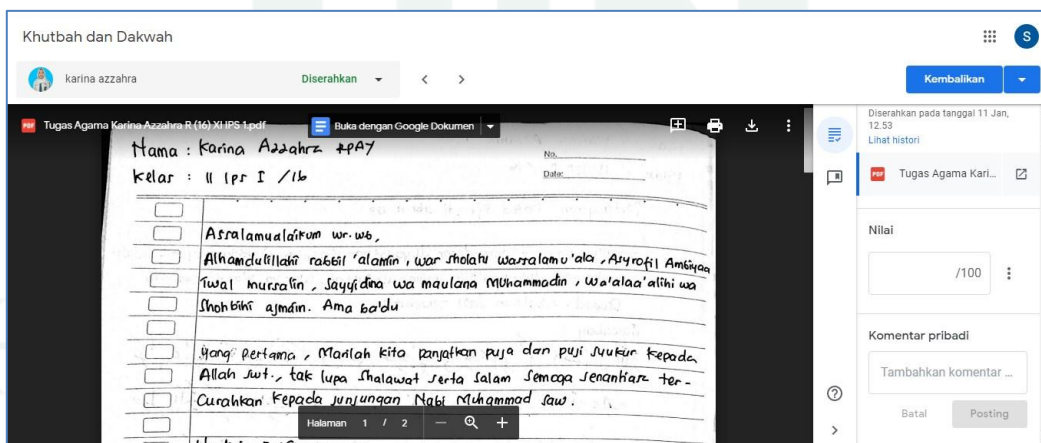 Khutbah dan Dakwah
S
karina azzahra
Diserahkan
Kembalikan
PDF Tugas Agama Karina Azzahra R (16) XI IPS 1.pdf
Buka dengan Google Dokumen
Nama : Karina Azzahra
No.
Kelas : 11 IPS I /16
Date:
Assalamualaikum wr. wb,
Alhamdulillahi rabbil 'alamin, war sholatu wassalamu'ala, Asyrofil Ambiyaa
Iwal mursalin, Sayyidina wa maulana Muhammadin, wa'alaa'alihi wa
Shohbihi ajmain. Ama ba'du
Yang pertama, Marilah kita panjatkan puja dan puji syukur kepada
Allah swt., tak lupa Shalawat serta salam semoga senantiasa ter-
Curahkan kepada junjungan Nabi Muhammad saw.
Halaman 1 / 2
Diserahkan pada tanggal 11 Jan,
12.53
Lihat histori
PDF Tugas Agama Kari...
Nilai
/100
Komentar pribadi
Tambahkan komentar ...
Batal
Posting